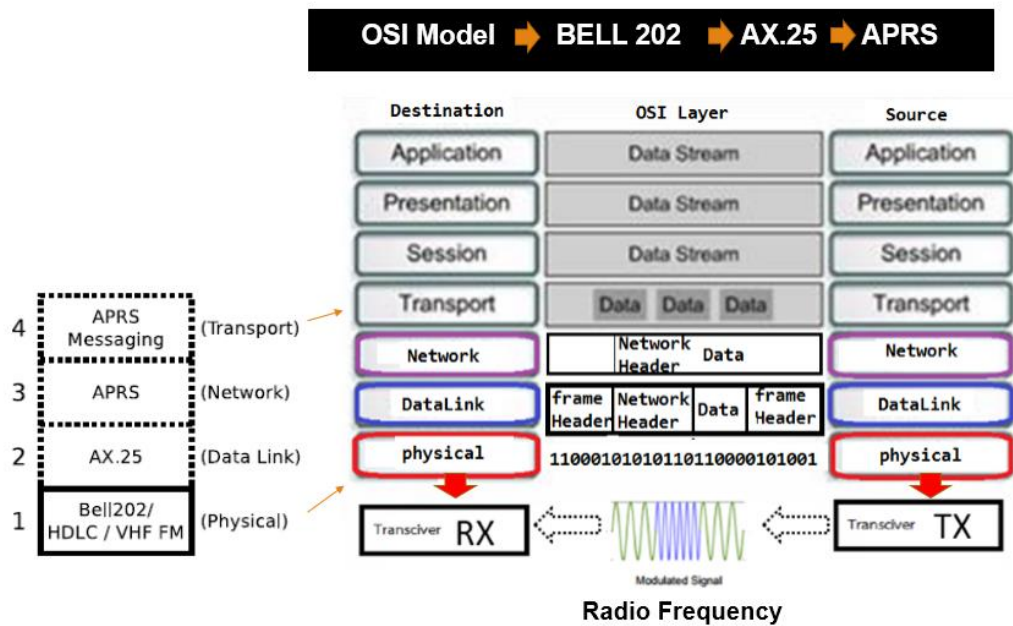 OSI Model BELL 202 AX.25 APRS
Destination OSI Layer Source
Application Data Stream Application
Presentation Data Stream Presentation
Session Data Stream Session
Transport Data Data Data Transport
Network Network Header Data Network
DataLink frame Header Network Header Data frame Header DataLink
physical 11000101010110110000101001 physical
Transciver RX Transciver TX
Modulated Signal
Radio Frequency
4 APRS Messaging (Transport)
3 APRS (Network)
2 AX.25 (Data Link)
1 Bell202/ HDLC / VHF FM (Physical)